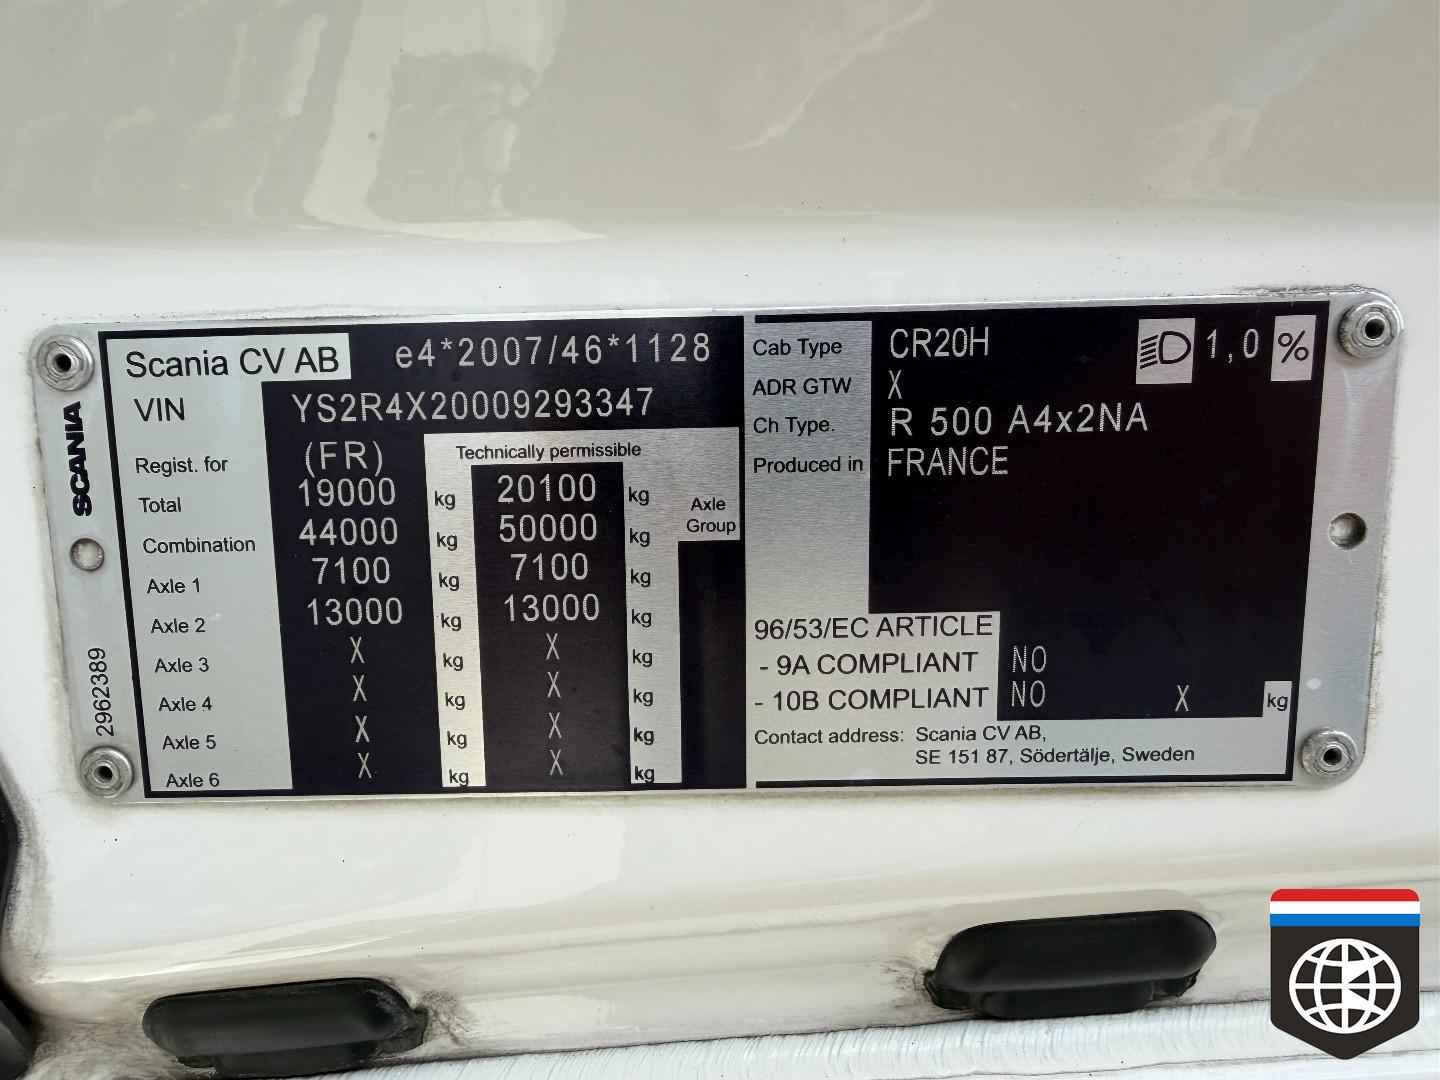 Scania CV AB e4*2007/46*1128
VIN YS2R4X20009293347
Regist. for (FR) Technically permissible
Total 19000 kg 20100 kg Axle Group
Combination 44000 kg 50000 kg
Axle 1 7100 kg 7100 kg
Axle 2 13000 kg 13000 kg
Axle 3 X kg X kg
Axle 4 X kg X kg
Axle 5 X kg X kg
Axle 6 X kg X kg
SCANIA
2962389
Cab Type CR20H 1,0 %
ADR GTW X
Ch Type. R 500 A4x2NA
Produced in FRANCE
96/53/EC ARTICLE
- 9A COMPLIANT NO
- 10B COMPLIANT NO X kg
Contact address: Scania CV AB,
SE 151 87, Södertälje, Sweden